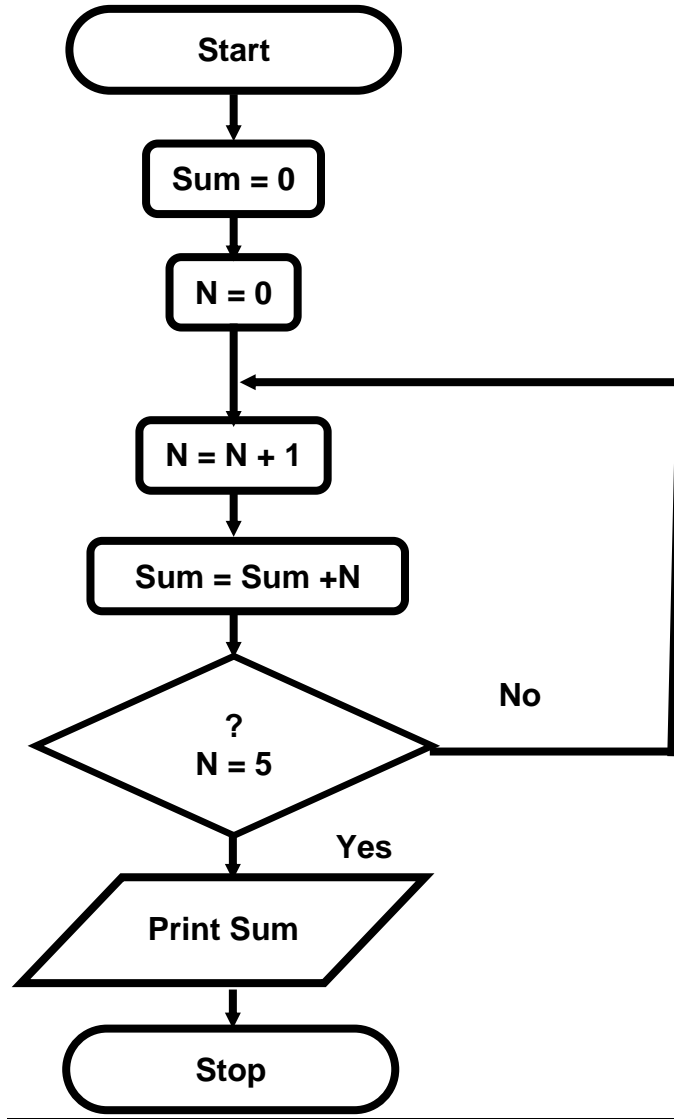 Start
Sum = 0
N = 0
N = N + 1
Sum = Sum +N
?
N = 5
No
Yes
Print Sum
Stop